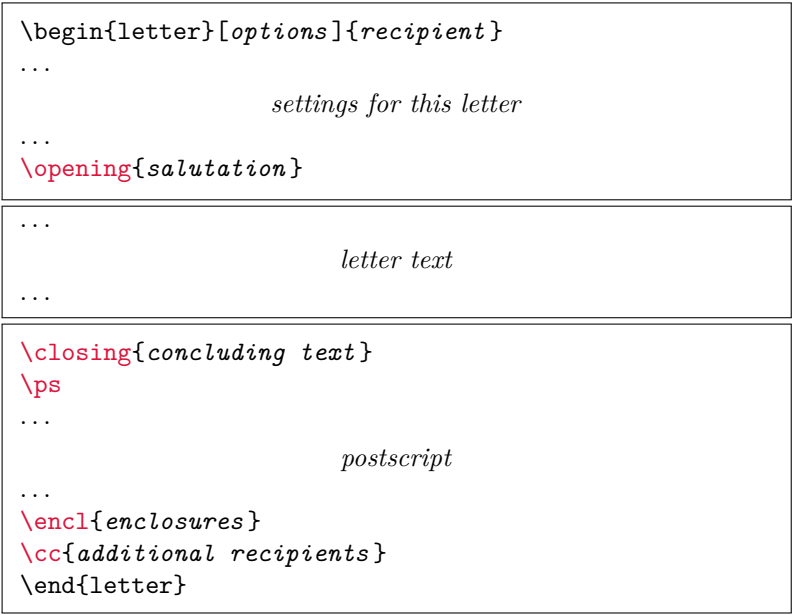 \begin{letter}[options]{recipient}
...
settings for this letter
...
\opening{salutation}
...
letter text
...
\closing{concluding text}
\ps
...
postscript
...
\encl{enclosures}
\cc{additional recipients}
\end{letter}